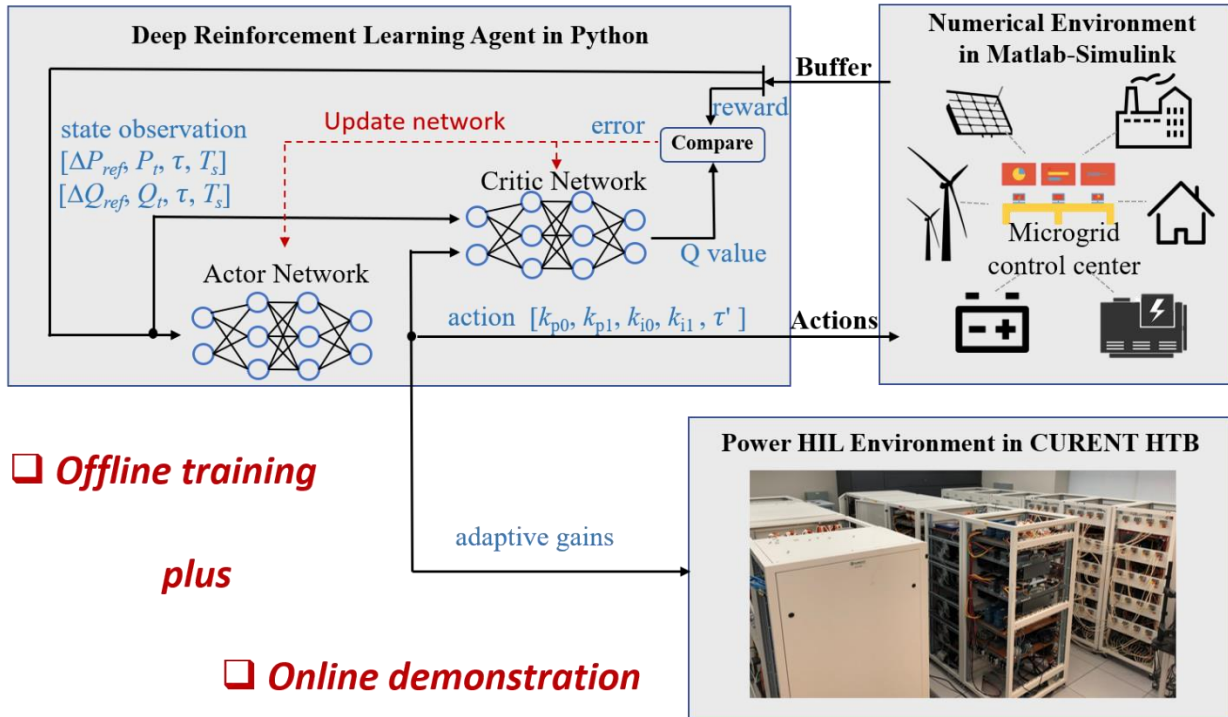 Deep Reinforcement Learning Agent in Python
Buffer
reward
state observation
[ΔP_ref, P_t, τ, T_s]
[ΔQ_ref, Q_t, τ, T_s]
Update network
error
Compare
Critic Network
Actor Network
Q value
action [k_p0, k_p1, k_i0, k_i1 , τ' ]
Actions
Numerical Environment
in Matlab-Simulink
Microgrid
control center
❑ Offline training
plus
❑ Online demonstration
adaptive gains
Power HIL Environment in CURENT HTB